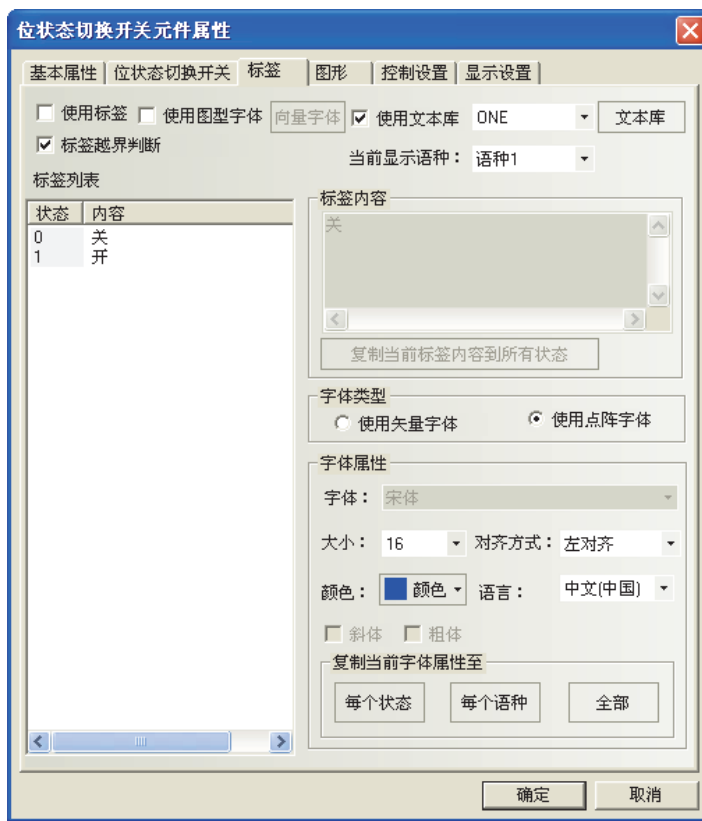 位状态切换开关元件属性
基本属性 位状态切换开关 标签 图形 控制设置 显示设置
使用标签 使用图型字体 向量字体 使用文本库 ONE 文本库
标签越界判断
当前显示语种： 语种1
标签列表
标签内容
状态 内容
关
0 关
1 开
复制当前标签内容到所有状态
字体类型
使用矢量字体 使用点阵字体
字体属性
字体： 宋体
大小： 16 对齐方式： 左对齐
颜色： 颜色 语言： 中文(中国)
斜体 粗体
复制当前字体属性至
每个状态 每个语种 全部
确定 取消